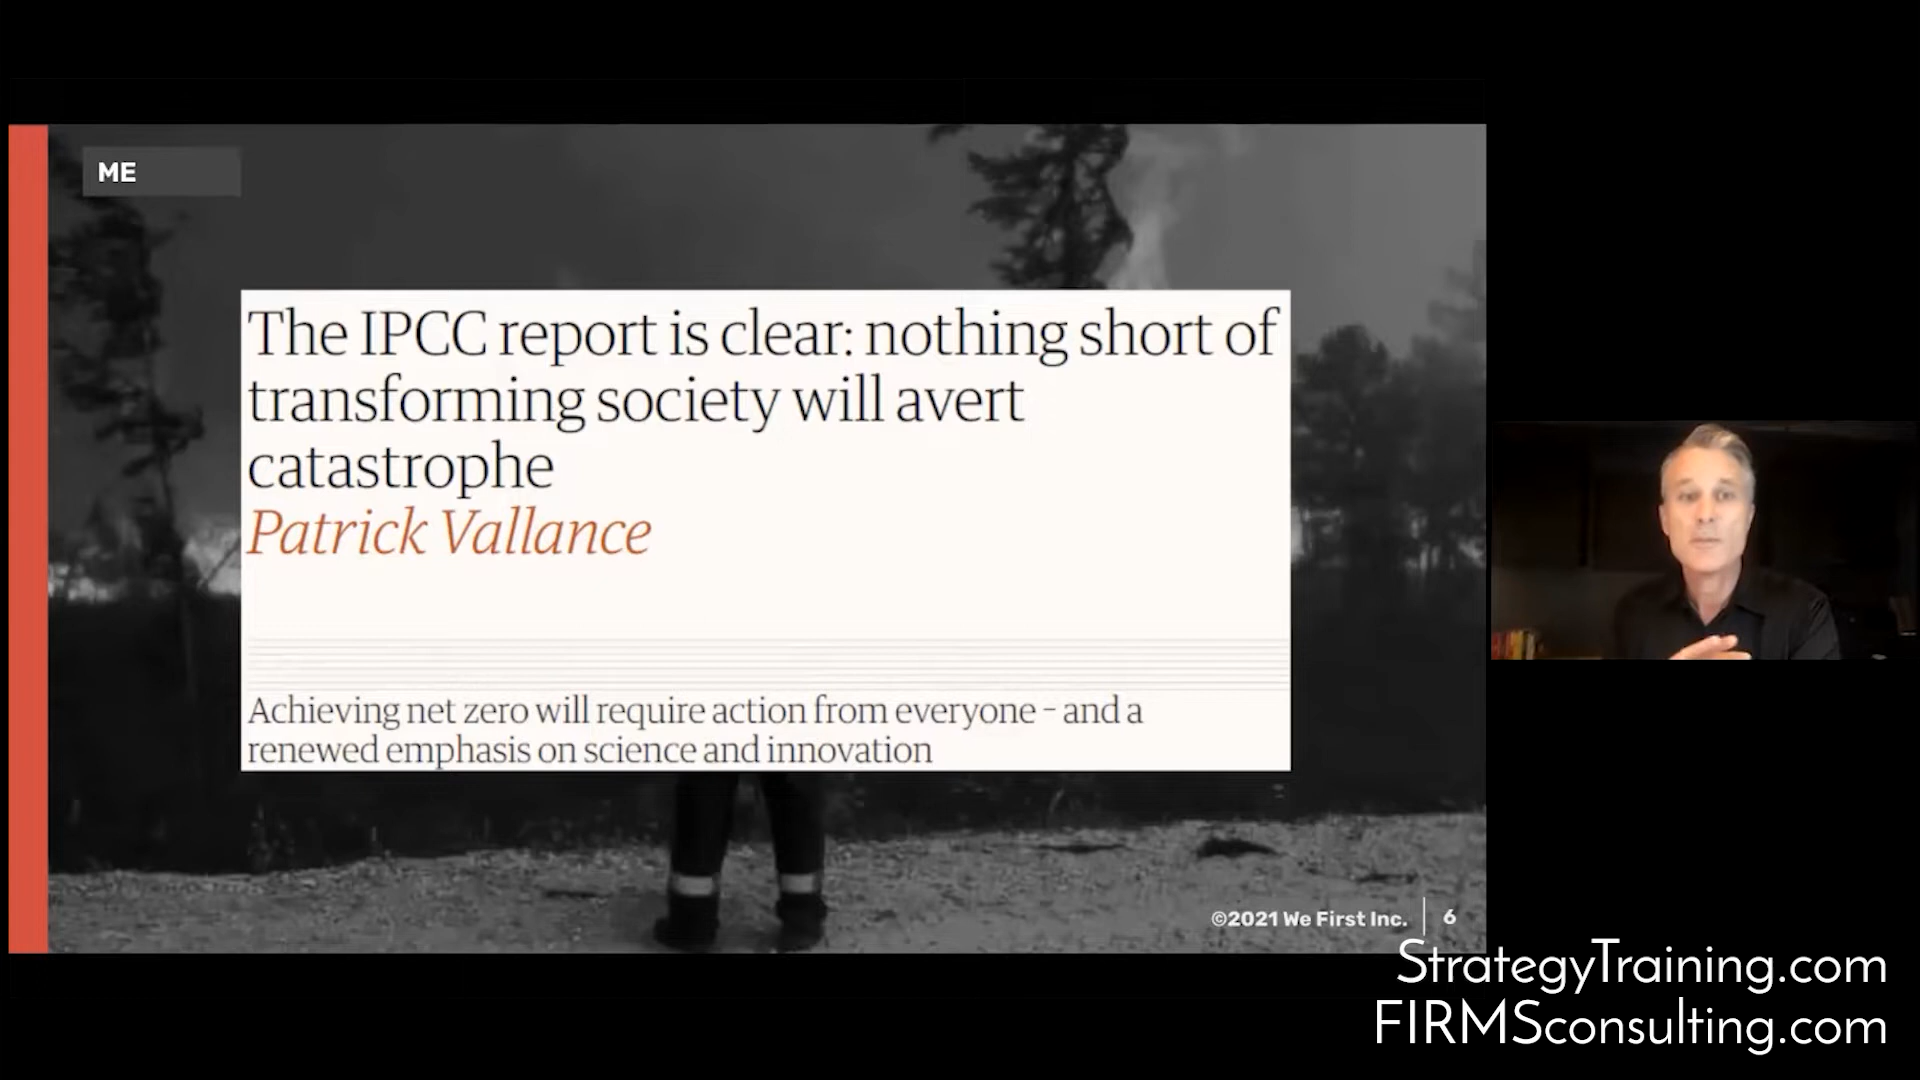 ME
The IPCC report is clear: nothing short of
transforming society will avert
catastrophe
Patrick Vallance
Achieving net zero will require action from everyone – and a
renewed emphasis on science and innovation
©2021 We First Inc. | 6
StrategyTraining.com
FIRMSconsulting.com